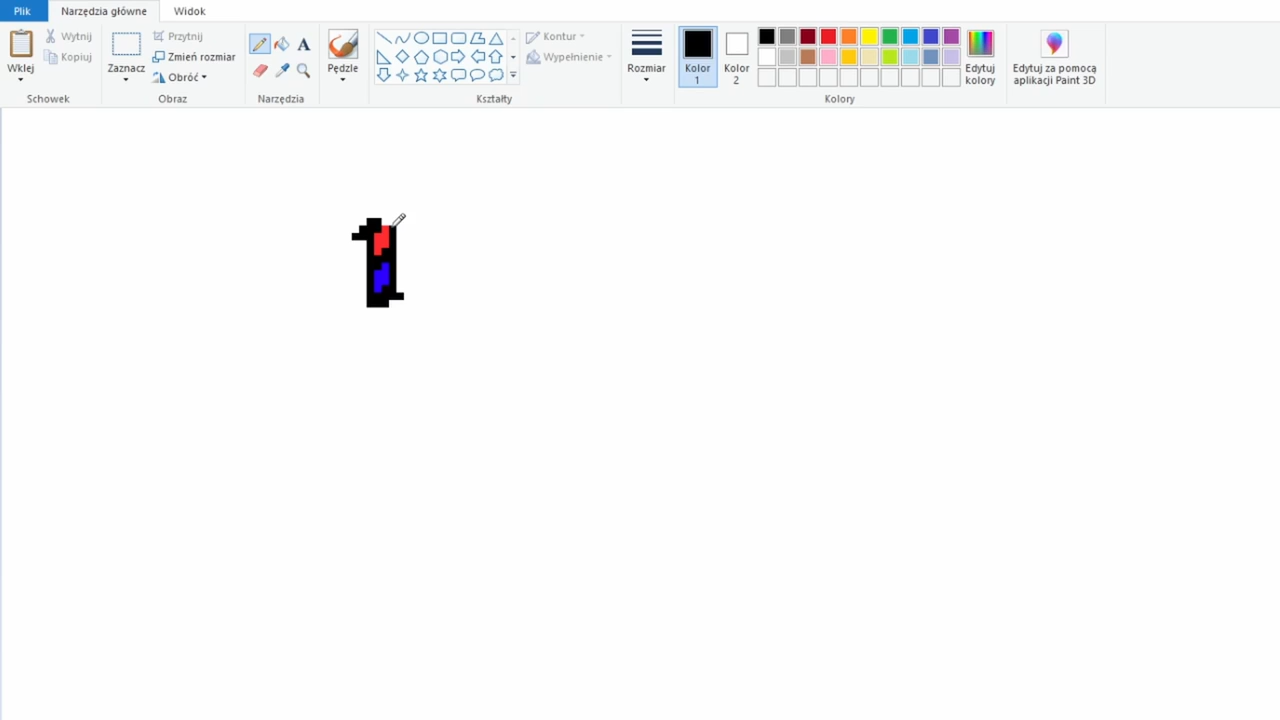 Plik Narzędzia główne Widok
Wklej
Wytnij
Kopiuj
Schowek
Zaznacz
Przytnij
Zmień rozmiar
Obróć
Obraz
A
Narzędzia
Pędzle
Kontur
Wypełnienie
Kształty
Rozmiar
Kolor
1
Kolor
2
Edytuj
kolory
Kolory
Edytuj za pomocą
aplikacji Paint 3D